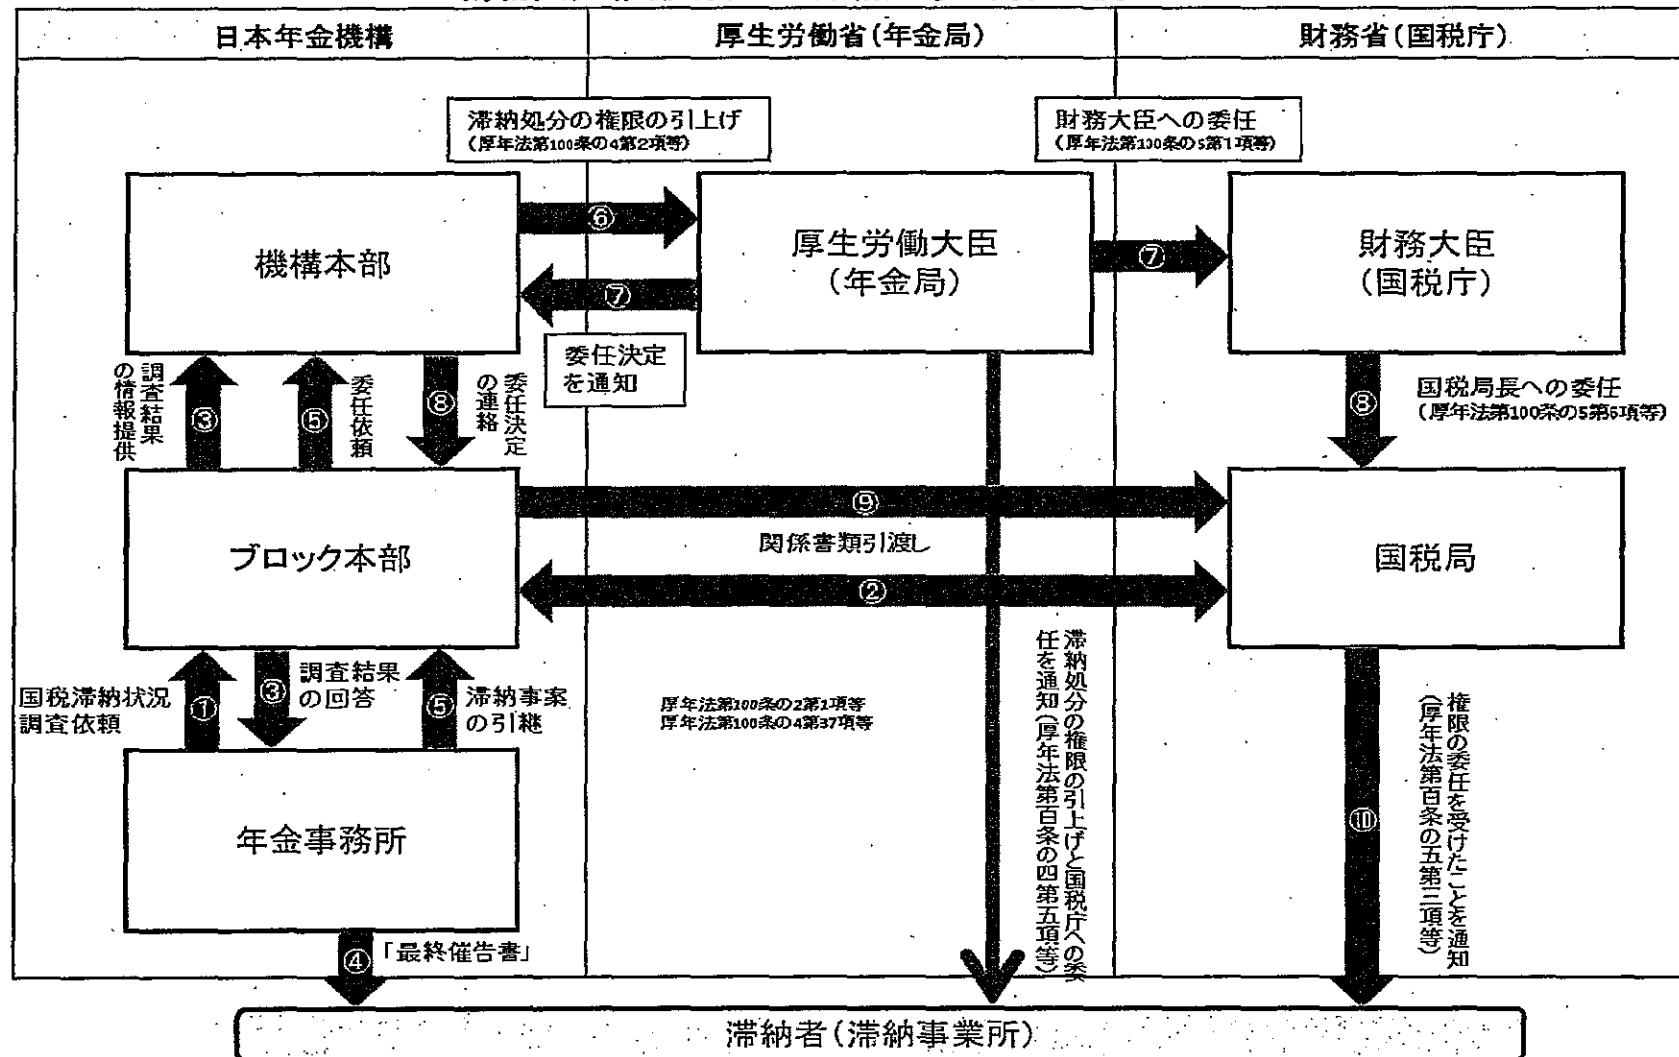 日本年金機構
厚生労働省(年金局)
財務省(国税庁)
滞納処分の権限の引上げ
(厚年法第100条の4第2項等)
財務大臣への委任
(厚年法第100条の5第1項等)
機構本部
⑥
⑦
厚生労働大臣
(年金局)
⑦
財務大臣
(国税庁)
委任決定
を通知
調査結果
の情報提供
③
⑤
委任依頼
⑧
委任決定
の連絡
⑧
国税局長への委任
(厚年法第100条の5第6項等)
ブロック本部
⑨
関係書類引渡し
②
国税局
国税滞納状況
調査依頼
①
③
調査結果
の回答
⑤
滞納事案
の引継
厚年法第100条の2第1項等
厚年法第100条の4第37項等
滞納処分の権限の引上げと国税庁への委
任を通知(厚年法第百条の四第五項等)
⑩
権限の委任を受けたことを通知
(厚年法第百条の五第三項等)
年金事務所
④
「最終催告書」
滞納者(滞納事業所)